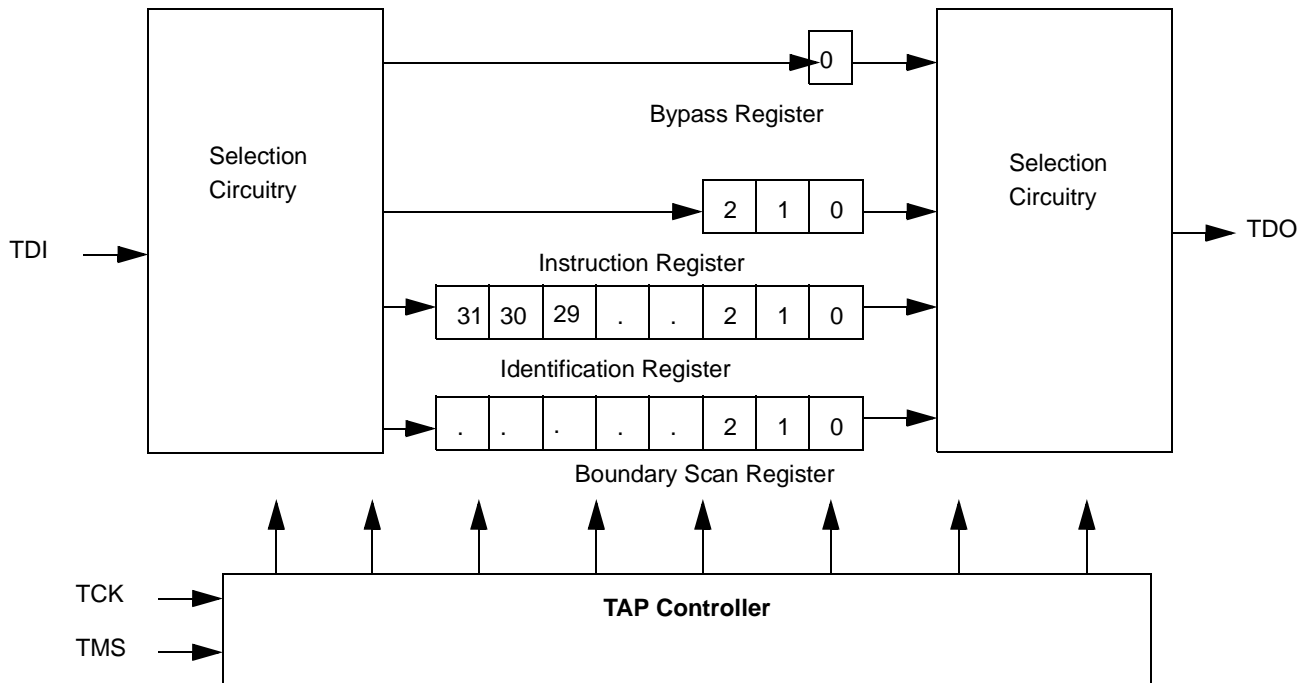 0
Bypass Register
Selection
Circuitry
Selection
Circuitry
2 1 0
TDI
TDO
Instruction Register
31 30 29 . . 2 1 0
Identification Register
. . . . . 2 1 0
Boundary Scan Register
TCK
TAP Controller
TMS